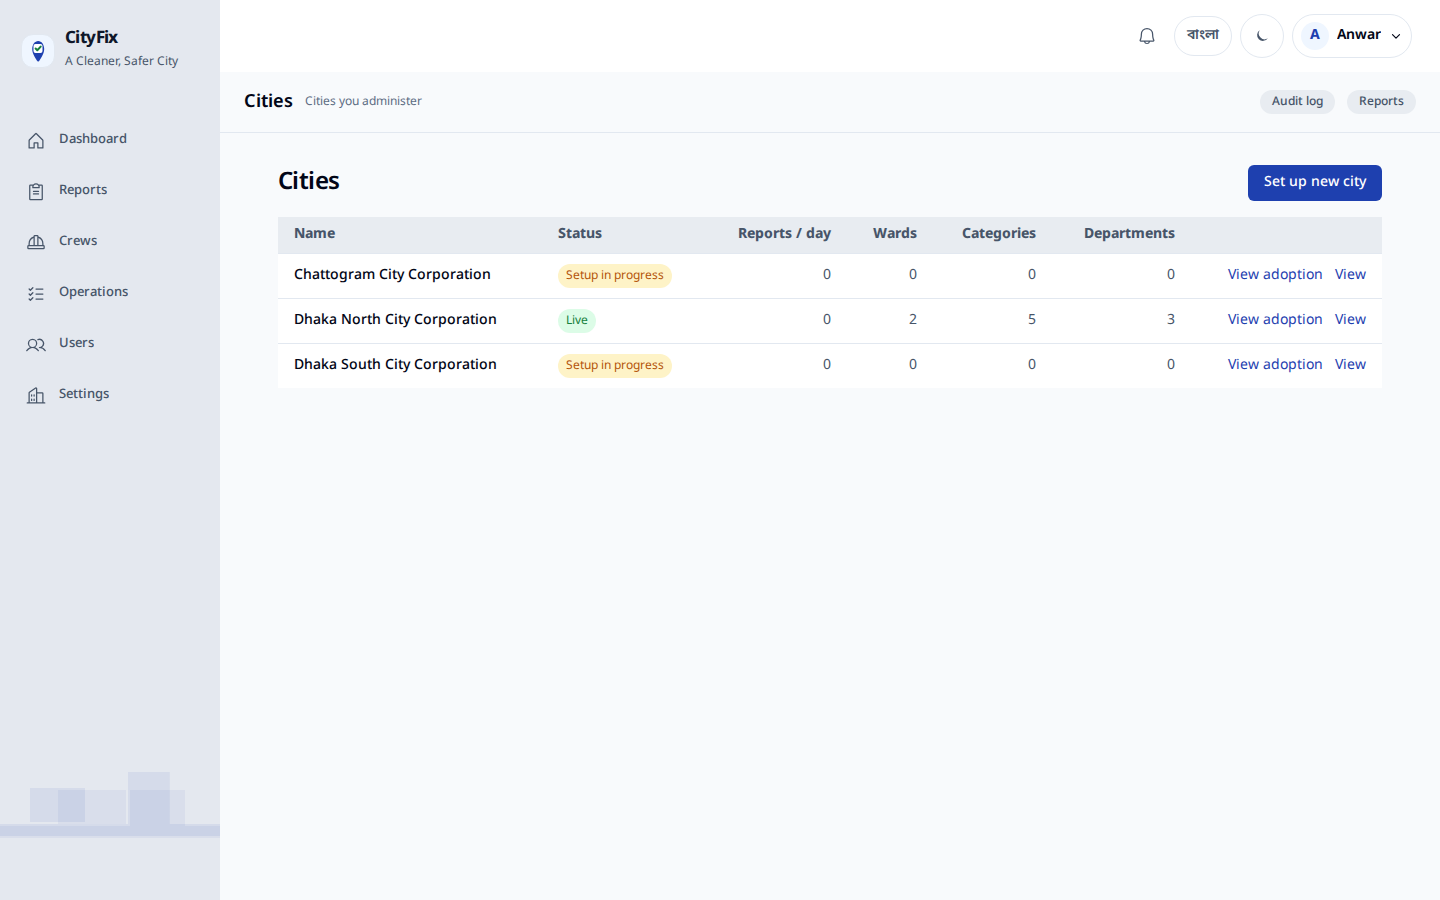 CityFix
A Cleaner, Safer City
Dashboard
Reports
Crews
Operations
Users
Settings
বাংলা
A Anwar
Cities Cities you administer
Audit log Reports
Cities
Set up new city
Name Status Reports / day Wards Categories Departments
Chattogram City Corporation Setup in progress 0 0 0 0 View adoption View
Dhaka North City Corporation Live 0 2 5 3 View adoption View
Dhaka South City Corporation Setup in progress 0 0 0 0 View adoption View